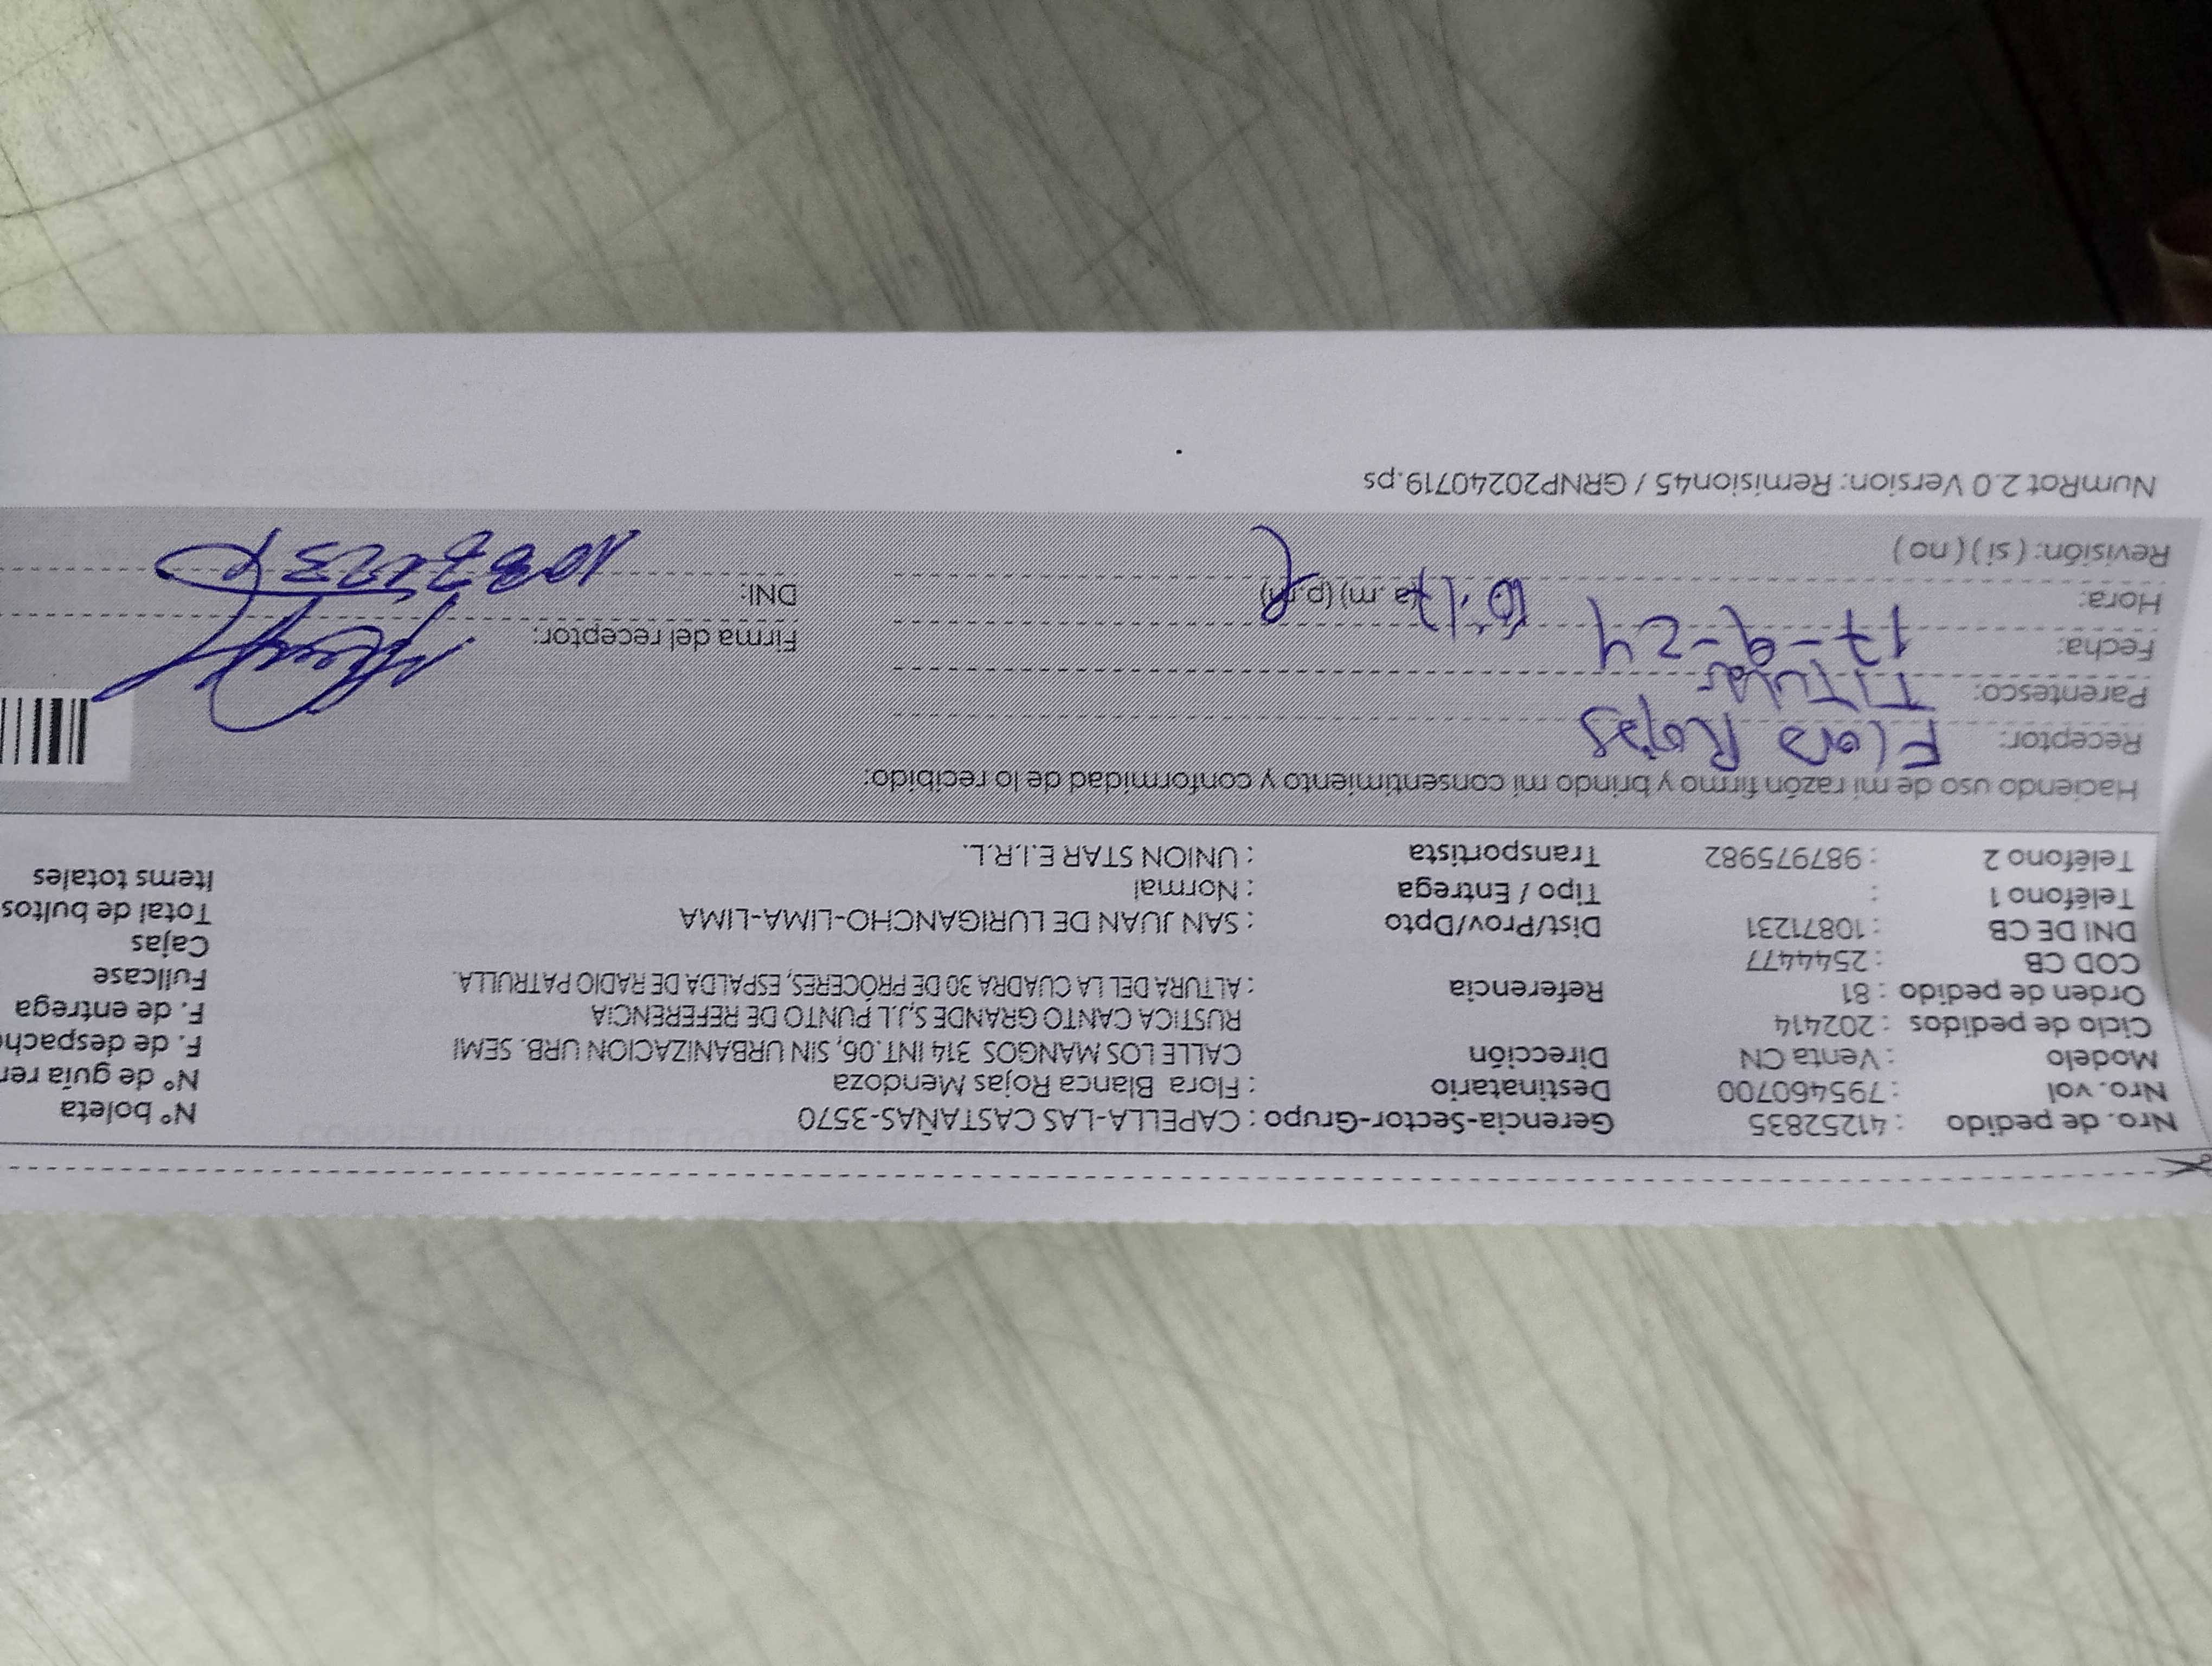 Nro. de pedido : 41252835 Gerencia-Sector-Grupo : CAPELLA-LAS CASTAÑAS-3570 N° boleta
Nro. vol : 795460700 Destinatario : Flora Blanca Rojas Mendoza N° de guía rem
Modelo : Venta CN Dirección CALLE LOS MANGOS 314 INT.06, SIN URBANIZACION URB. SEMI F. de despacho
Ciclo de pedidos : 202414 RUSTICA CANTO GRANDE S,J.L PUNTO DE REFERENCIA F. de entrega
Orden de pedido : 81 Referencia : ALTURA DEL LA CUADRA 30 DE PRÓCERES, ESPALDA DE RADIO PATRULLA. Fullcase
COD CB : 2544477 Cajas
DNI DE CB : 10871231 Dist/Prov/Dpto : SAN JUAN DE LURIGANCHO-LIMA-LIMA Total de bultos
Teléfono 1 : Tipo / Entrega : Normal Items totales
Teléfono 2 : 987975982 Transportista : UNION STAR E.I.R.L.
Haciendo uso de mi razón firmo y brindo mi consentimiento y conformidad de lo recibido:
Receptor: Flora Rojas
Parentesco: Titular
Fecha: 17-9-24 Firma del receptor:
Hora: (a.m) (p.m) DNI:
Revisión: (si) (no)
NumRot 2.0 Version: Remision45 / GRNP20240719.ps